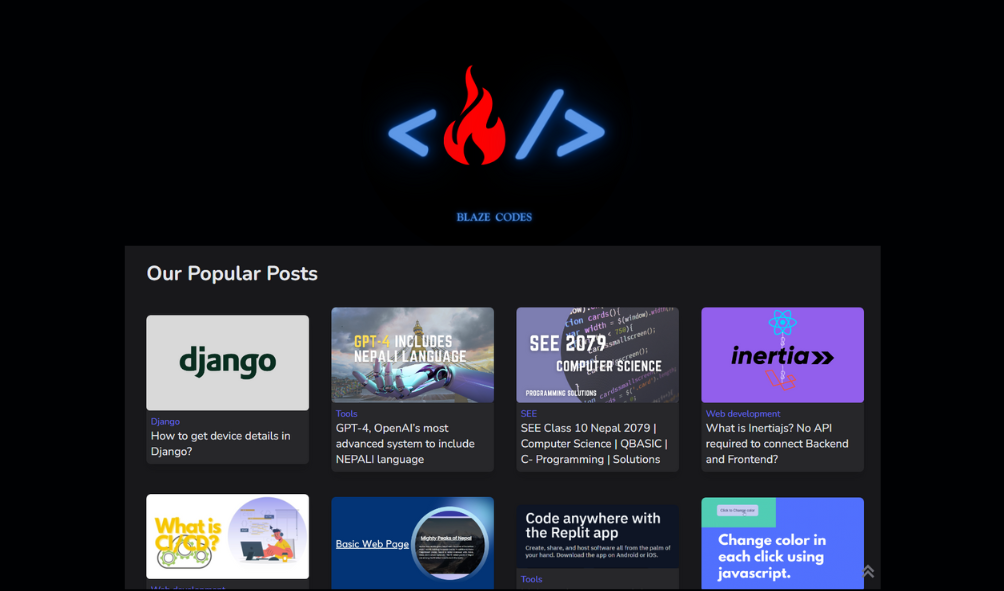 </>
BLAZE CODES
Our Popular Posts
django
Django
How to get device details in
Django?
GPT-4 INCLUDES
NEPALI LANGUAGE
Tools
GPT-4, OpenAI's most
advanced system to include
NEPALI language
SEE 2079
COMPUTER SCIENCE
PROGRAMMING SOLUTIONS
SEE
SEE Class 10 Nepal 2079 |
Computer Science | QBASIC |
C- Programming | Solutions
inertia
Web development
What is Inertiajs? No API
required to connect Backend
and Frontend?
What is
CI/CD?
Web development
Basic Web Page
Mighty Peaks of Nepal
Code anywhere with
the Replit app
Create, share, and host software all from the palm of
your hand. Download the app on Android or iOS.
Tools
Change color in
each click using
javascript.